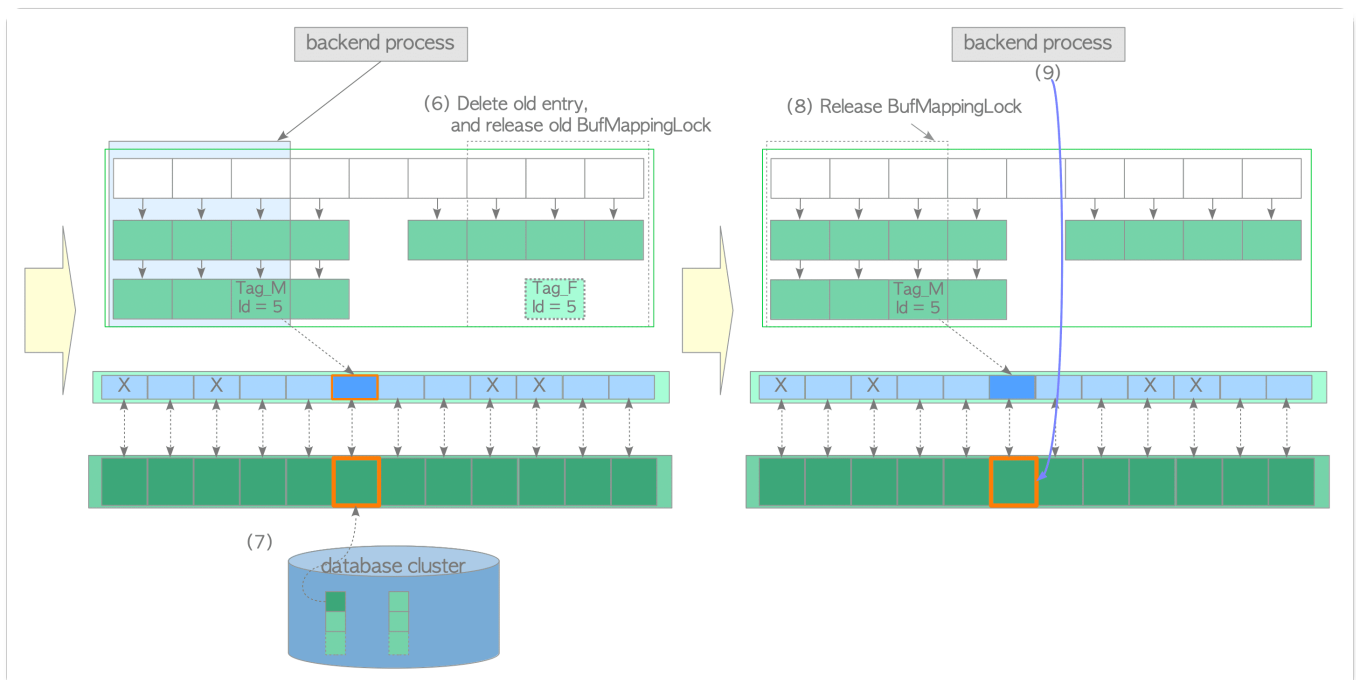 backend process
(6) Delete old entry,
and release old BufMappingLock
Tag_M
Id = 5
Tag_F
Id = 5
X X X X
(7)
database cluster
backend process
(9)
(8) Release BufMappingLock
Tag_M
Id = 5
X X X X